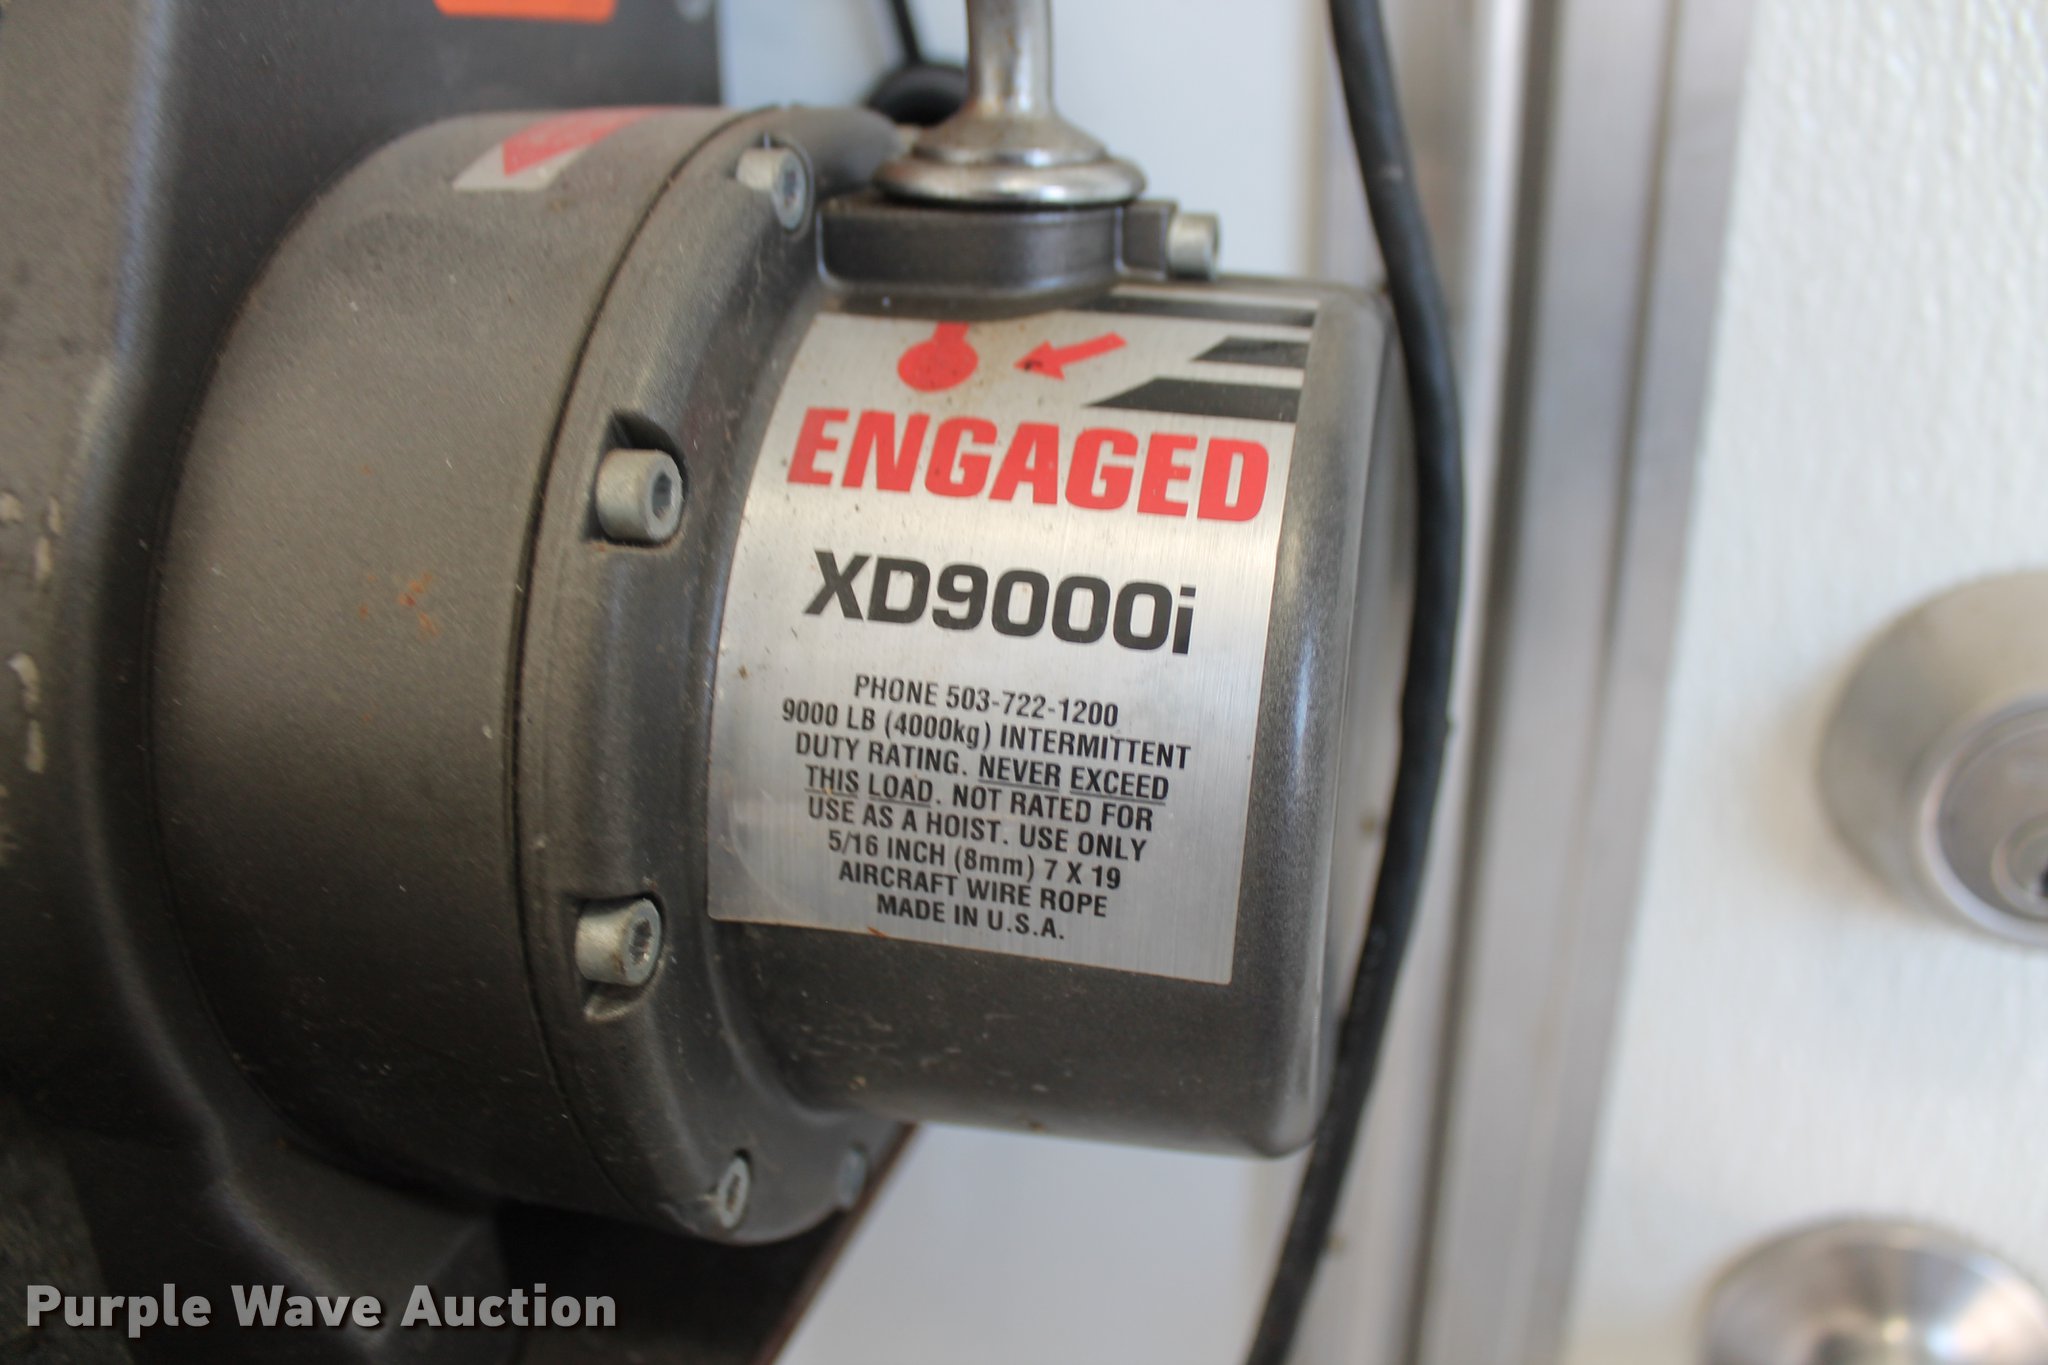 ENGAGED
XD9000i
PHONE 503-722-1200
9000 LB (4000kg) INTERMITTENT
DUTY RATING. NEVER EXCEED
THIS LOAD. NOT RATED FOR
USE AS A HOIST. USE ONLY
5/16 INCH (8mm) 7 X 19
AIRCRAFT WIRE ROPE
MADE IN U.S.A.
Purple Wave Auction